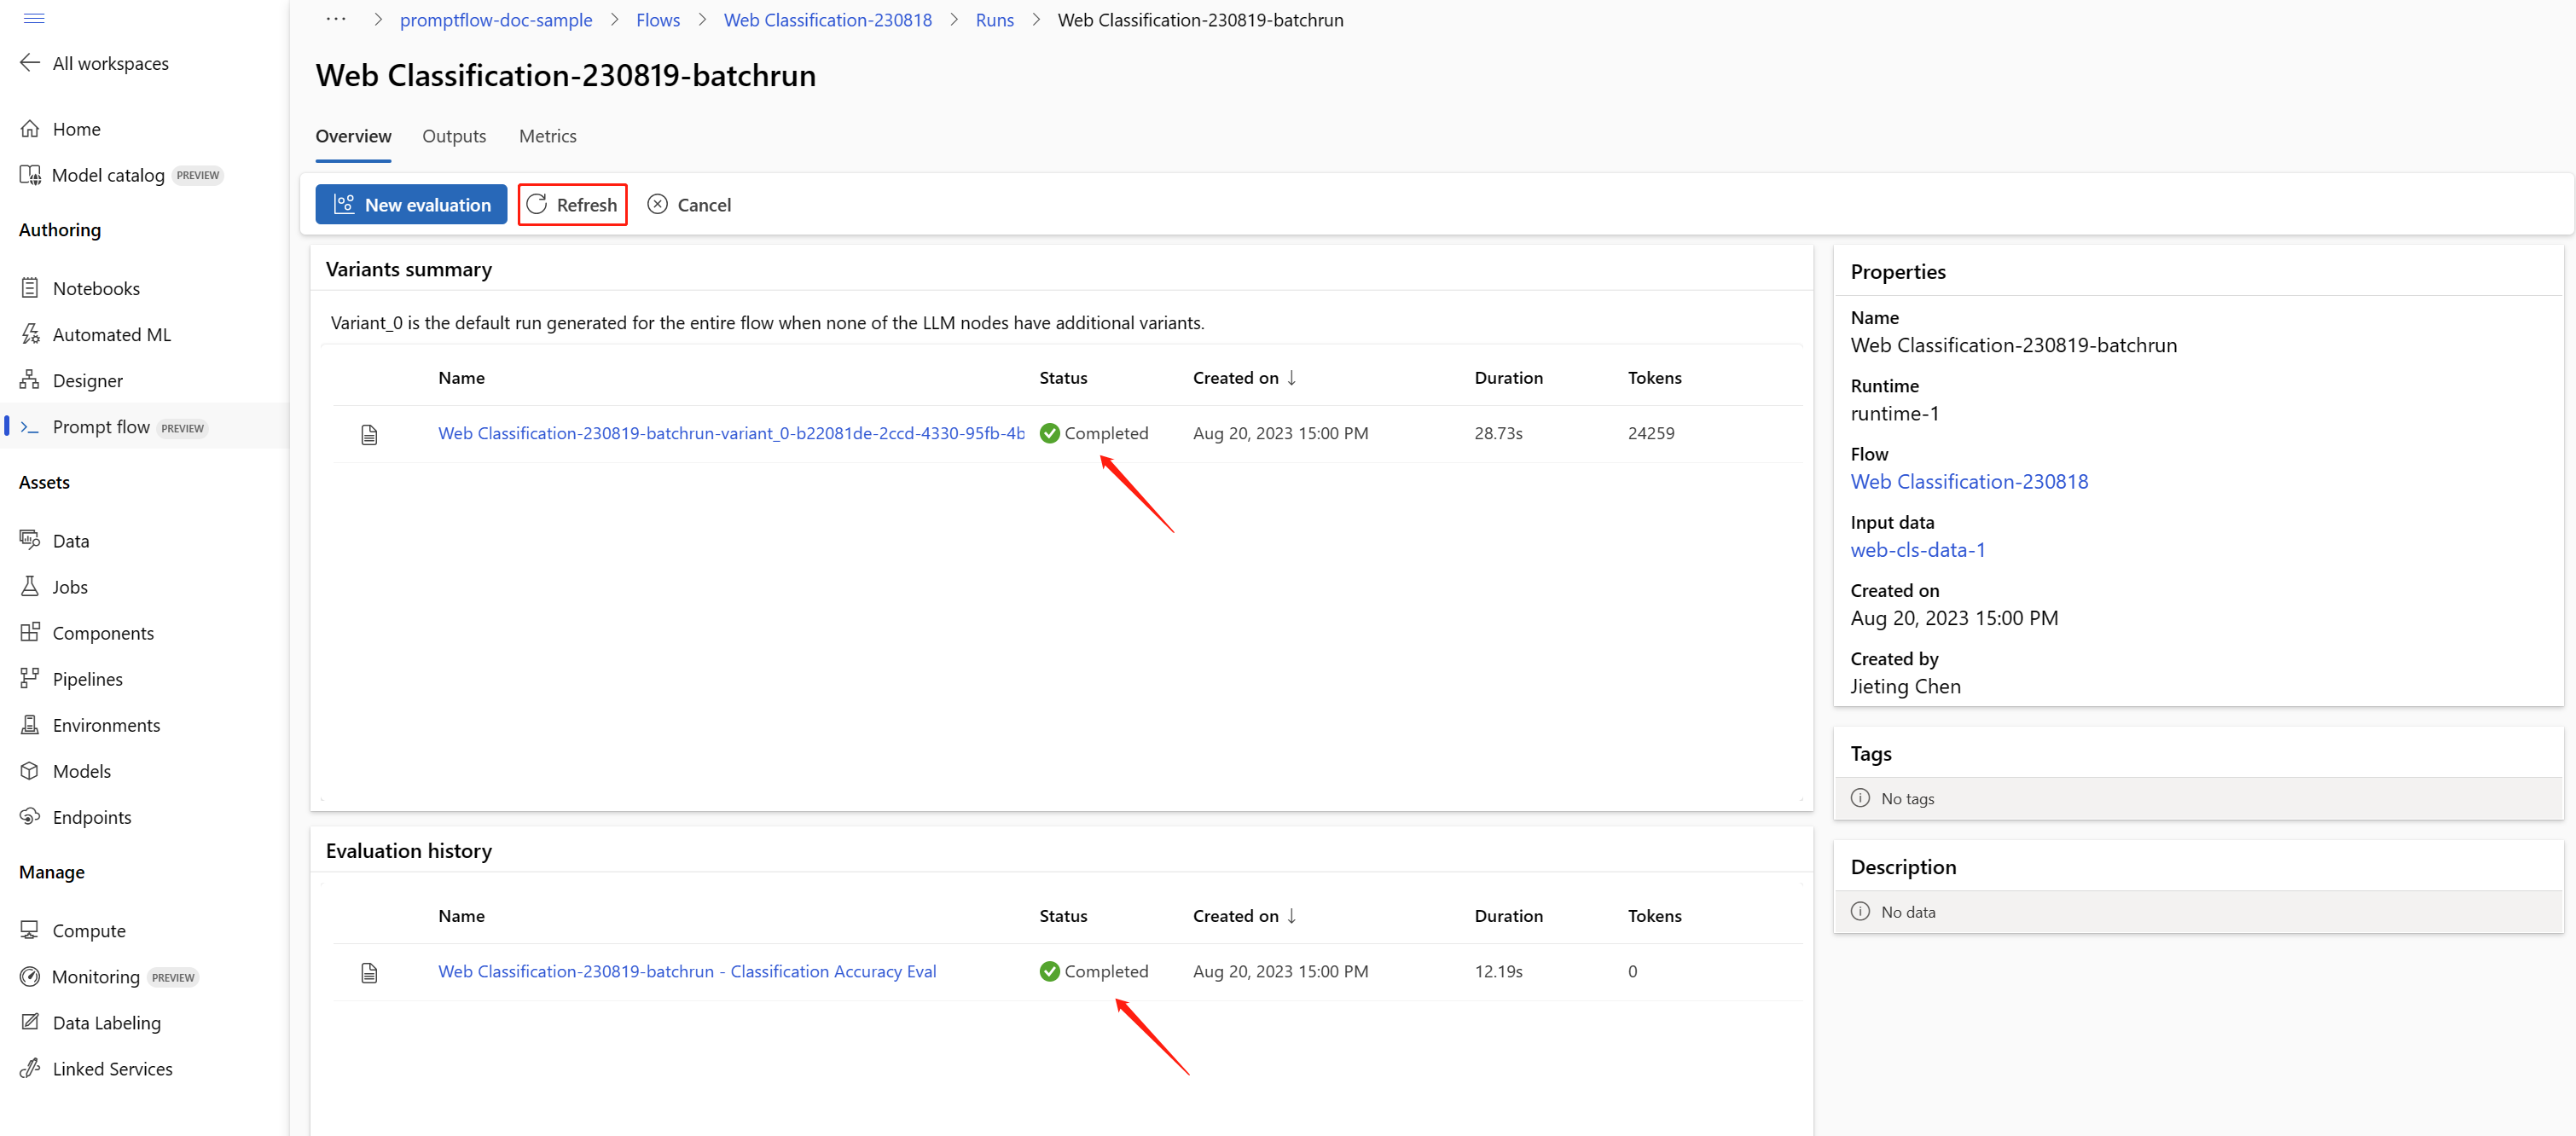 ··· > promptflow-doc-sample > Flows > Web Classification-230818 > Runs > Web Classification-230819-batchrun
All workspaces
Home
Model catalog PREVIEW
Authoring
Notebooks
Automated ML
Designer
Prompt flow PREVIEW
Assets
Data
Jobs
Components
Pipelines
Environments
Models
Endpoints
Manage
Compute
Monitoring PREVIEW
Data Labeling
Linked Services
Web Classification-230819-batchrun
Overview Outputs Metrics
New evaluation Refresh Cancel
Variants summary
Variant_0 is the default run generated for the entire flow when none of the LLM nodes have additional variants.
Name Status Created on ↓ Duration Tokens
Web Classification-230819-batchrun-variant_0-b22081de-2ccd-4330-95fb-4b Completed Aug 20, 2023 15:00 PM 28.73s 24259
Evaluation history
Name Status Created on ↓ Duration Tokens
Web Classification-230819-batchrun - Classification Accuracy Eval Completed Aug 20, 2023 15:00 PM 12.19s 0
Properties
Name
Web Classification-230819-batchrun
Runtime
runtime-1
Flow
Web Classification-230818
Input data
web-cls-data-1
Created on
Aug 20, 2023 15:00 PM
Created by
Jieting Chen
Tags
No tags
Description
No data